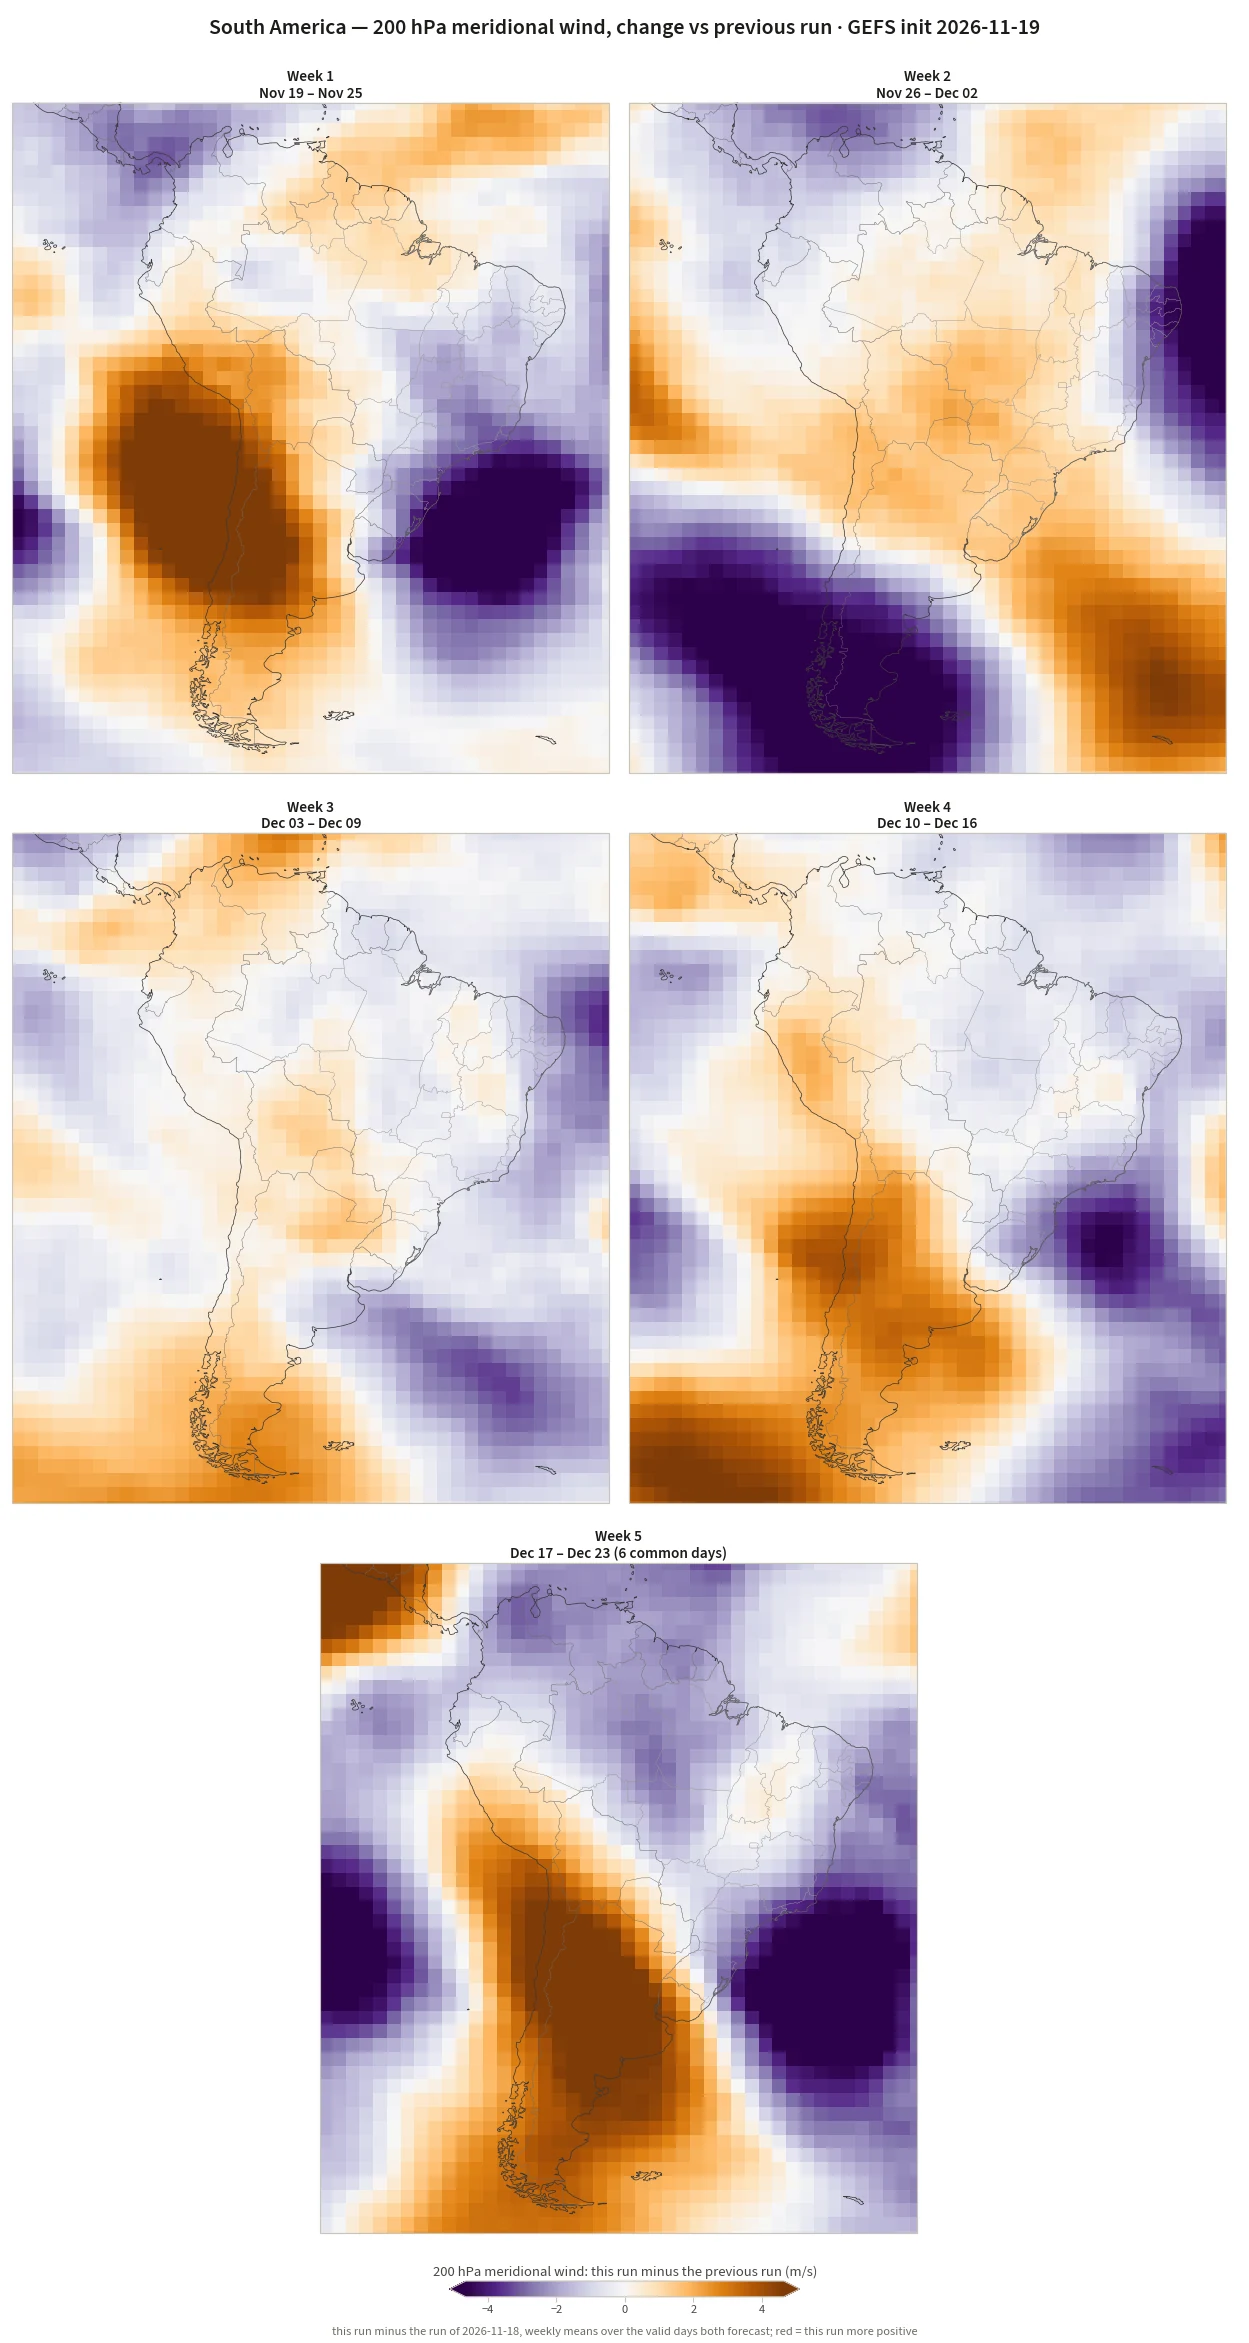 South America — 200 hPa meridional wind, change vs previous run · GEFS init 2026-11-19
Week 1
Nov 19 – Nov 25
Week 2
Nov 26 – Dec 02
Week 3
Dec 03 – Dec 09
Week 4
Dec 10 – Dec 16
Week 5
Dec 17 – Dec 23 (6 common days)
200 hPa meridional wind: this run minus the previous run (m/s)
−4 −2 0 2 4
this run minus the run of 2026-11-18, weekly means over the valid days both forecast; red = this run more positive